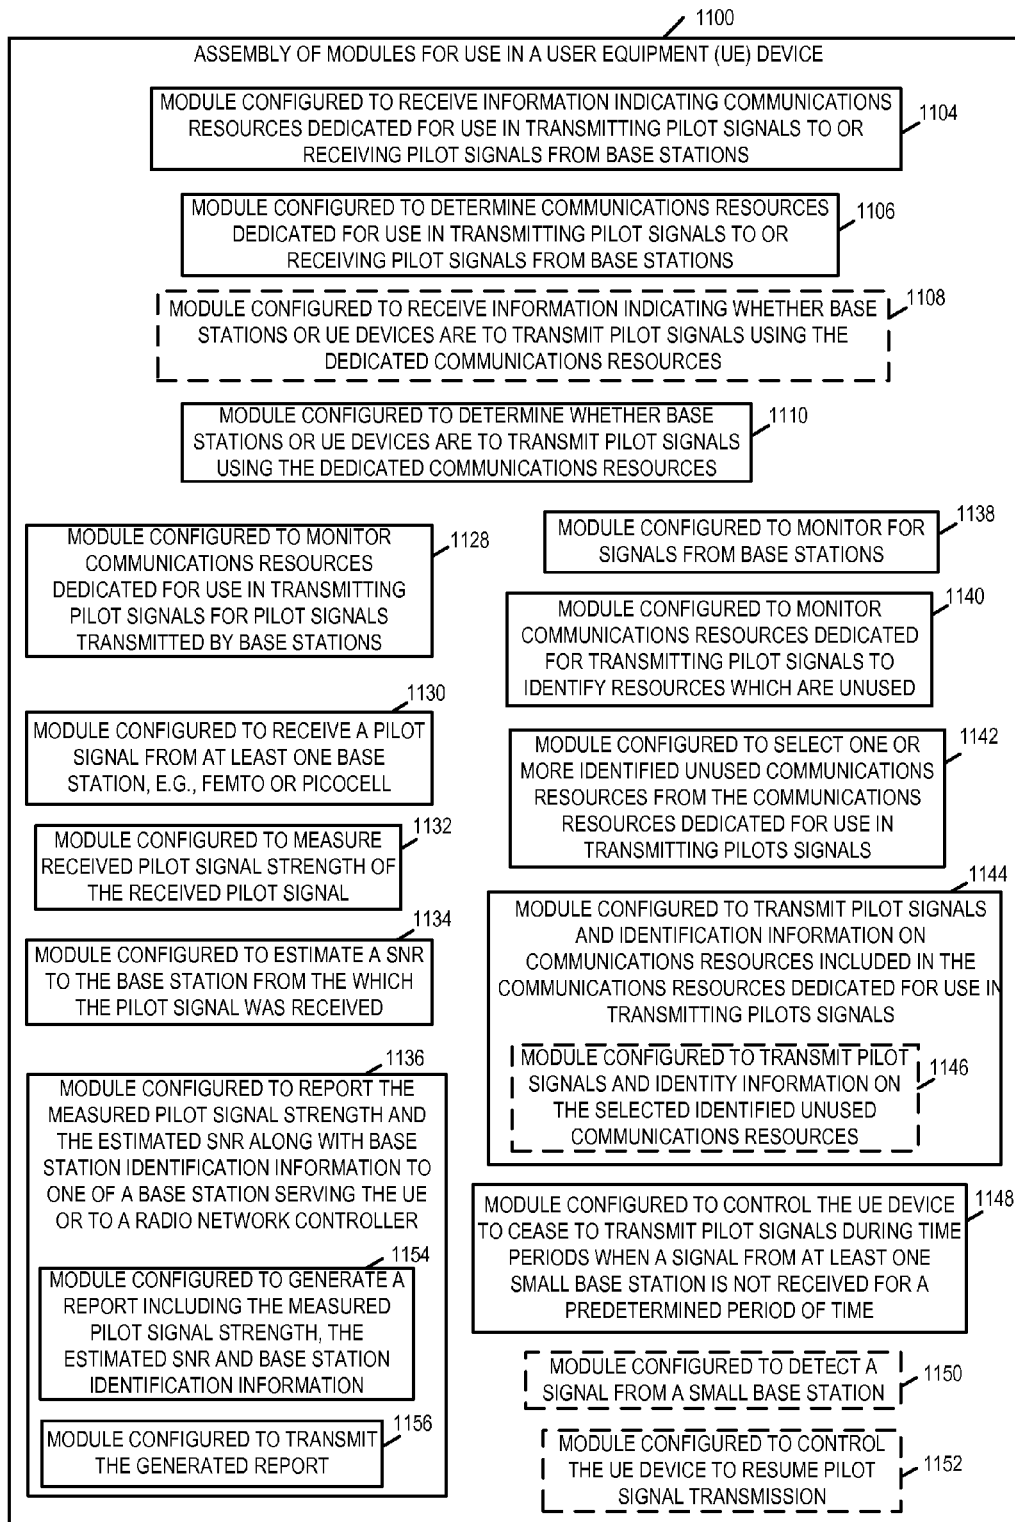 1100
ASSEMBLY OF MODULES FOR USE IN A USER EQUIPMENT (UE) DEVICE
MODULE CONFIGURED TO RECEIVE INFORMATION INDICATING COMMUNICATIONS
RESOURCES DEDICATED FOR USE IN TRANSMITTING PILOT SIGNALS TO OR
RECEIVING PILOT SIGNALS FROM BASE STATIONS
1104
MODULE CONFIGURED TO DETERMINE COMMUNICATIONS RESOURCES
DEDICATED FOR USE IN TRANSMITTING PILOT SIGNALS TO OR
RECEIVING PILOT SIGNALS FROM BASE STATIONS
1106
MODULE CONFIGURED TO RECEIVE INFORMATION INDICATING WHETHER BASE
STATIONS OR UE DEVICES ARE TO TRANSMIT PILOT SIGNALS USING THE
DEDICATED COMMUNICATIONS RESOURCES
1108
MODULE CONFIGURED TO DETERMINE WHETHER BASE
STATIONS OR UE DEVICES ARE TO TRANSMIT PILOT SIGNALS
USING THE DEDICATED COMMUNICATIONS RESOURCES
1110
MODULE CONFIGURED TO MONITOR
COMMUNICATIONS RESOURCES
DEDICATED FOR USE IN TRANSMITTING
PILOT SIGNALS FOR PILOT SIGNALS
TRANSMITTED BY BASE STATIONS
1128
MODULE CONFIGURED TO RECEIVE A PILOT
SIGNAL FROM AT LEAST ONE BASE
STATION, E.G., FEMTO OR PICOCELL
1130
MODULE CONFIGURED TO MEASURE
RECEIVED PILOT SIGNAL STRENGTH OF
THE RECEIVED PILOT SIGNAL
1132
MODULE CONFIGURED TO ESTIMATE A SNR
TO THE BASE STATION FROM THE WHICH
THE PILOT SIGNAL WAS RECEIVED
1134
MODULE CONFIGURED TO REPORT THE
MEASURED PILOT SIGNAL STRENGTH AND
THE ESTIMATED SNR ALONG WITH BASE
STATION IDENTIFICATION INFORMATION TO
ONE OF A BASE STATION SERVING THE UE
OR TO A RADIO NETWORK CONTROLLER
1136
MODULE CONFIGURED TO GENERATE A
REPORT INCLUDING THE MEASURED
PILOT SIGNAL STRENGTH, THE
ESTIMATED SNR AND BASE STATION
IDENTIFICATION INFORMATION
1154
MODULE CONFIGURED TO TRANSMIT
THE GENERATED REPORT
1156
MODULE CONFIGURED TO MONITOR FOR
SIGNALS FROM BASE STATIONS
1138
MODULE CONFIGURED TO MONITOR
COMMUNICATIONS RESOURCES DEDICATED
FOR TRANSMITTING PILOT SIGNALS TO
IDENTIFY RESOURCES WHICH ARE UNUSED
1140
MODULE CONFIGURED TO SELECT ONE OR
MORE IDENTIFIED UNUSED COMMUNICATIONS
RESOURCES FROM THE COMMUNICATIONS
RESOURCES DEDICATED FOR USE IN
TRANSMITTING PILOTS SIGNALS
1142
MODULE CONFIGURED TO TRANSMIT PILOT SIGNALS
AND IDENTIFICATION INFORMATION ON
COMMUNICATIONS RESOURCES INCLUDED IN THE
COMMUNICATIONS RESOURCES DEDICATED FOR USE IN
TRANSMITTING PILOTS SIGNALS
1144
MODULE CONFIGURED TO TRANSMIT PILOT
SIGNALS AND IDENTITY INFORMATION ON
THE SELECTED IDENTIFIED UNUSED
COMMUNICATIONS RESOURCES
1146
MODULE CONFIGURED TO CONTROL THE UE DEVICE
TO CEASE TO TRANSMIT PILOT SIGNALS DURING TIME
PERIODS WHEN A SIGNAL FROM AT LEAST ONE
SMALL BASE STATION IS NOT RECEIVED FOR A
PREDETERMINED PERIOD OF TIME
1148
MODULE CONFIGURED TO DETECT A
SIGNAL FROM A SMALL BASE STATION
1150
MODULE CONFIGURED TO CONTROL
THE UE DEVICE TO RESUME PILOT
SIGNAL TRANSMISSION
1152